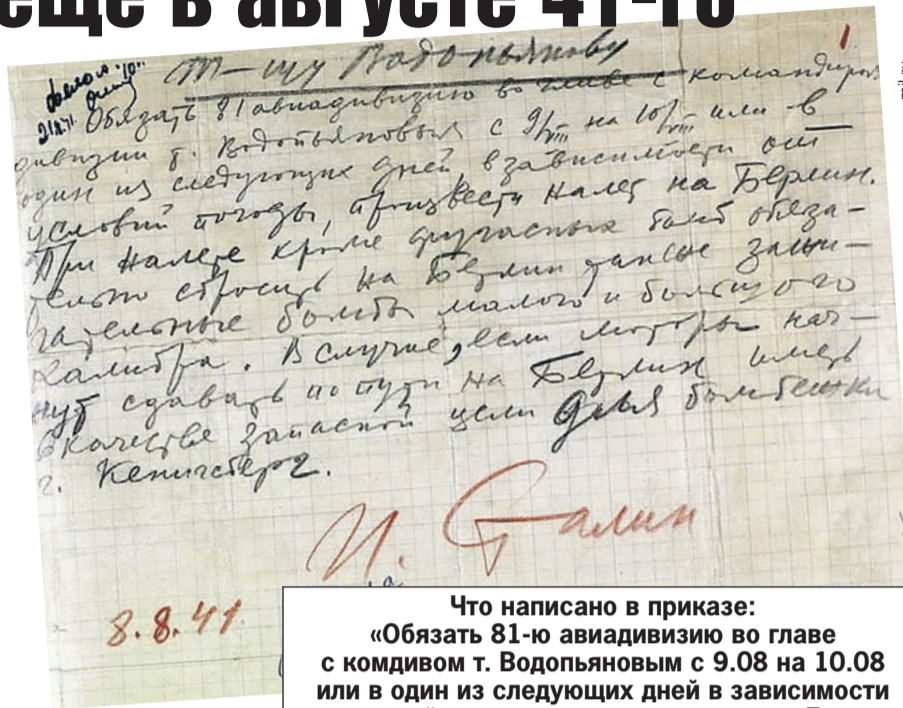 еще в августе 41-го
Т-щу Водопьянову
1
Обязать 81 авиадивизию во главе с командиром
дивизии т. Водопьяновым с 9/VIII на 10/VIII или в
один из следующих дней, в зависимости от
условий погоды, произвести налет на Берлин.
При налете кроме фугасных бомб обяза-
тельно сбросить на Берлин также зажи-
гательные бомбы малого и большого
калибра. В случае, если моторы нач-
нут сдавать по пути на Берлин иметь
в качестве запасной цели для бомбежки
г. Кенигсберг.
И. Сталин
8.8.41
Что написано в приказе:
«Обязать 81-ю авиадивизию во главе
с комдивом т. Водопьяновым с 9.08 на 10.08
или в один из следующих дней в зависимости